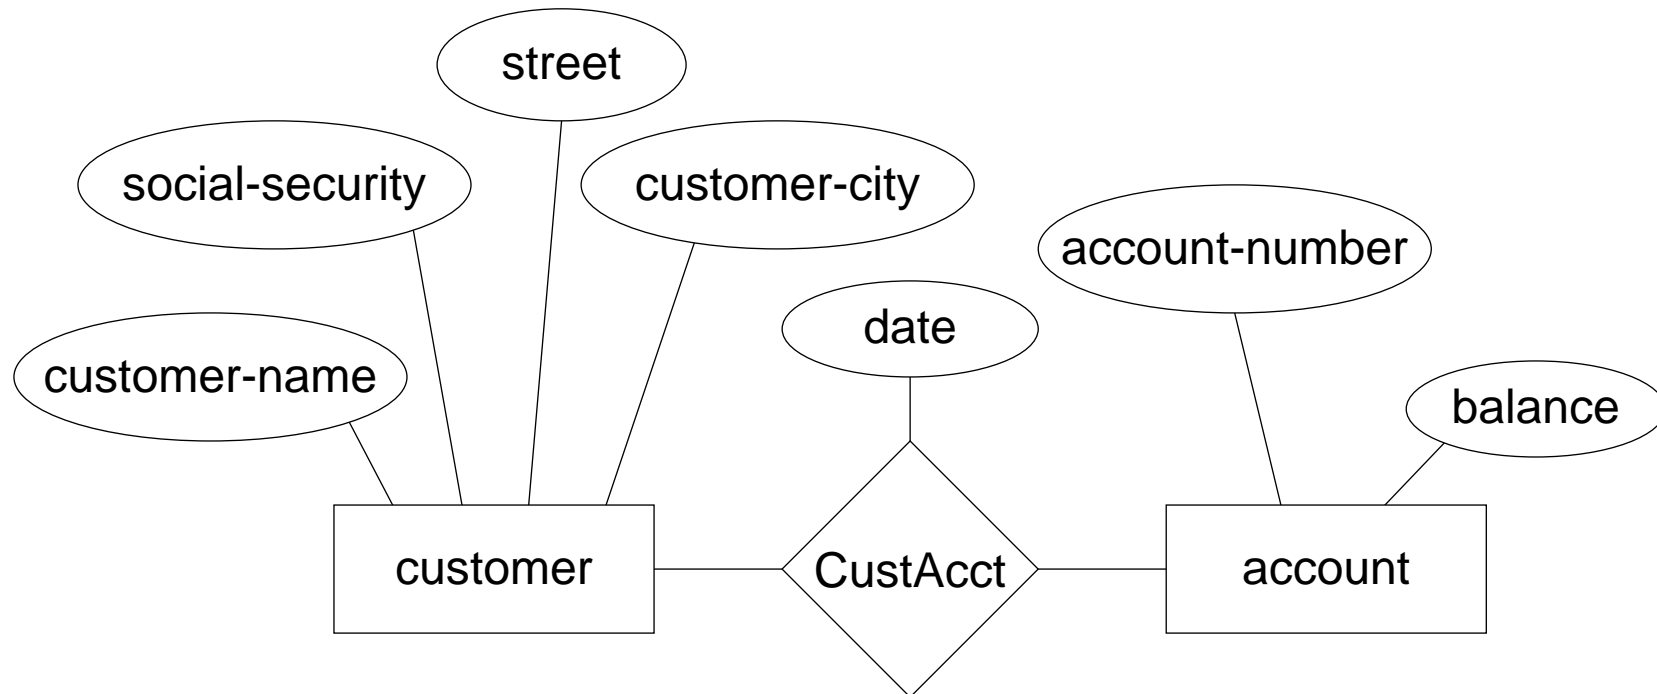 street
social-security
customer-city
account-number
date
customer-name
balance
customer
CustAcct
account